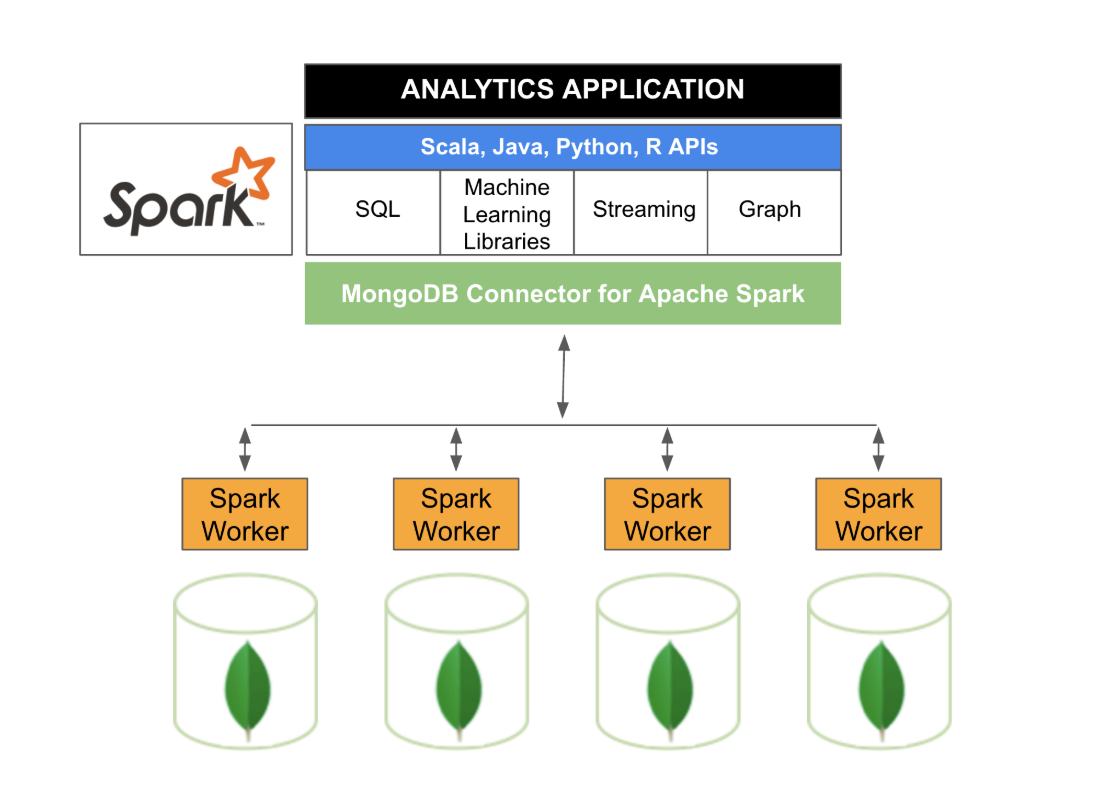 ANALYTICS APPLICATION
Spark™
Scala, Java, Python, R APIs
SQL
Machine
Learning
Libraries
Streaming
Graph
MongoDB Connector for Apache Spark
Spark
Worker
Spark
Worker
Spark
Worker
Spark
Worker